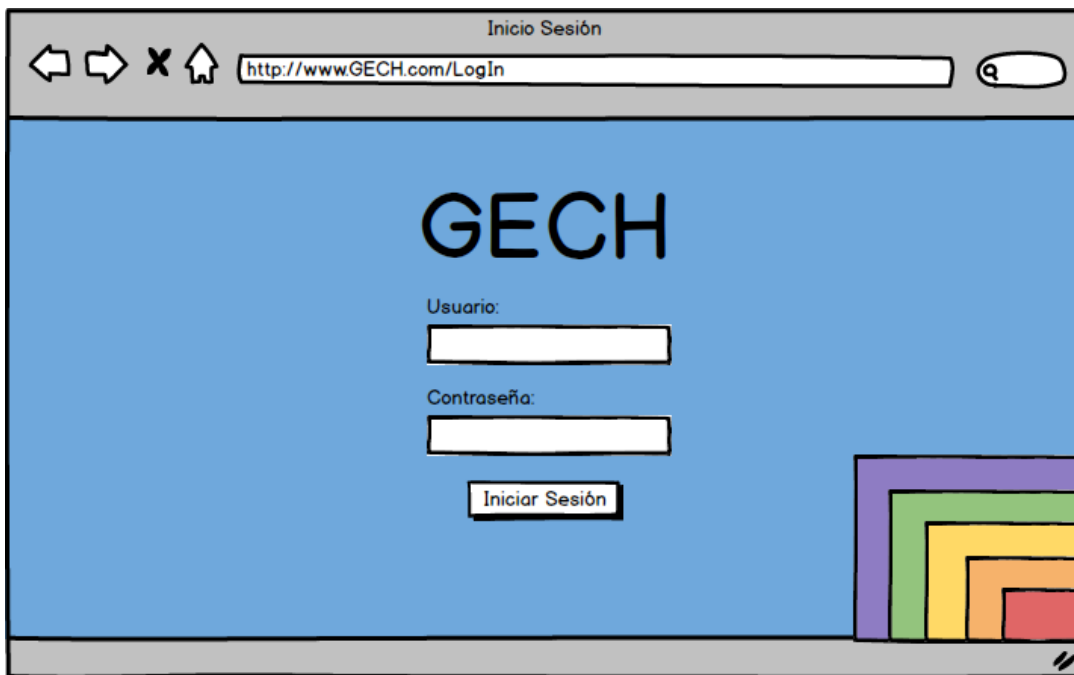 Inicio Sesión
http://www.GECH.com/LogIn
GECH
Usuario:
Contraseña:
Iniciar Sesión